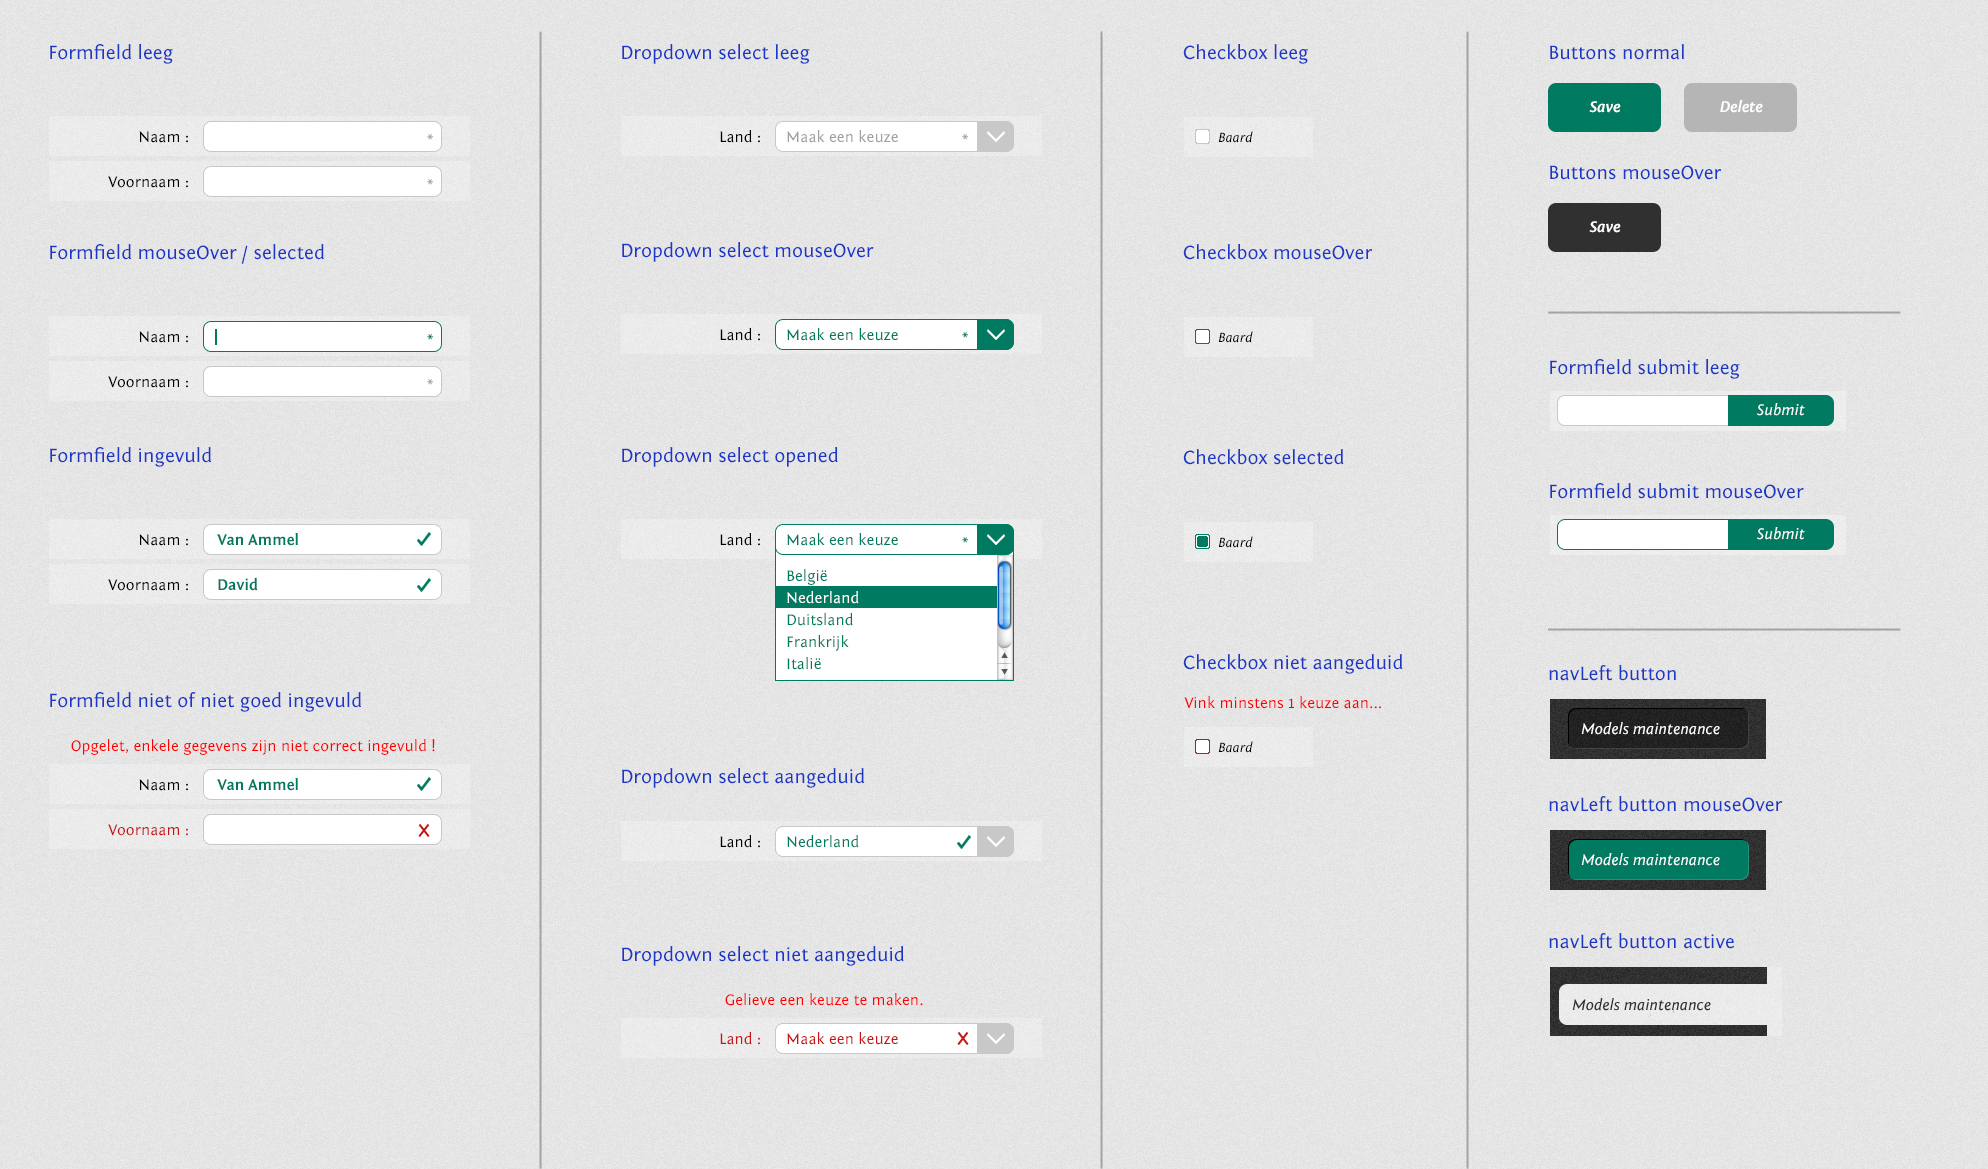 Formfield leeg
Naam : *
Voornaam : *
Formfield mouseOver / selected
Naam : *
Voornaam : *
Formfield ingevuld
Naam : Van Ammel
Voornaam : David
Formfield niet of niet goed ingevuld
Opgelet, enkele gegevens zijn niet correct ingevuld !
Naam : Van Ammel
Voornaam :
Dropdown select leeg
Land : Maak een keuze *
Dropdown select mouseOver
Land : Maak een keuze *
Dropdown select opened
Land : Maak een keuze *
België
Nederland
Duitsland
Frankrijk
Italië
Dropdown select aangeduid
Land : Nederland
Dropdown select niet aangeduid
Gelieve een keuze te maken.
Land : Maak een keuze
Checkbox leeg
Baard
Checkbox mouseOver
Baard
Checkbox selected
Baard
Checkbox niet aangeduid
Vink minstens 1 keuze aan...
Baard
Buttons normal
Save Delete
Buttons mouseOver
Save
Formfield submit leeg
Submit
Formfield submit mouseOver
Submit
navLeft button
Models maintenance
navLeft button mouseOver
Models maintenance
navLeft button active
Models maintenance